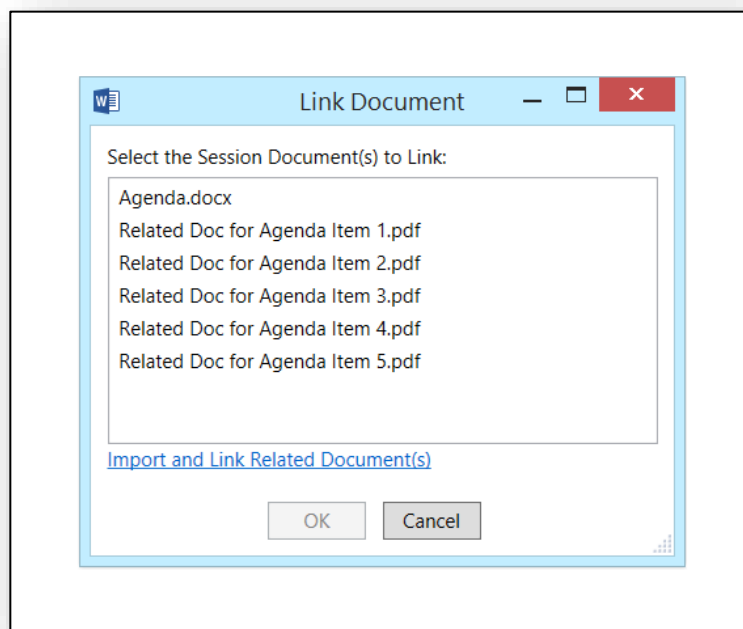 Link Document
Select the Session Document(s) to Link:
Agenda.docx
Related Doc for Agenda Item 1.pdf
Related Doc for Agenda Item 2.pdf
Related Doc for Agenda Item 3.pdf
Related Doc for Agenda Item 4.pdf
Related Doc for Agenda Item 5.pdf
Import and Link Related Document(s)
OK Cancel